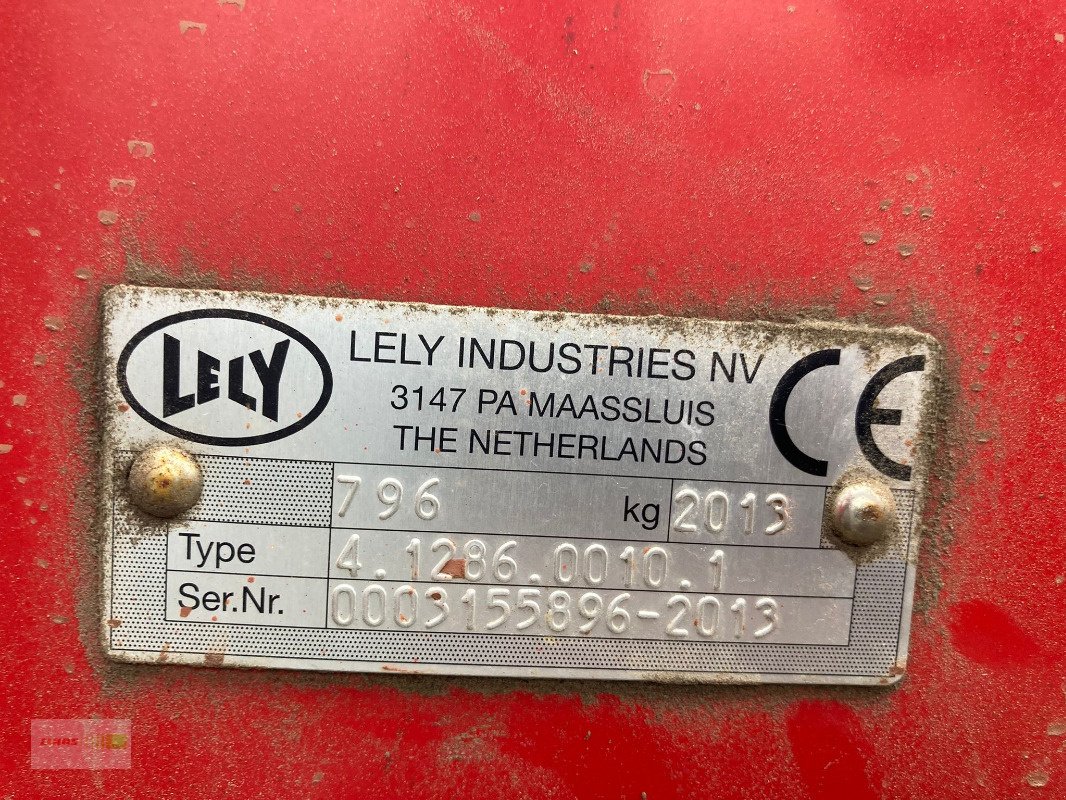 LELY
LELY INDUSTRIES NV
3147 PA MAASSLUIS
THE NETHERLANDS
CE
796 kg 2013
Type 4.1286.0010.1
Ser.Nr. 0003155896-2013
CLAAS